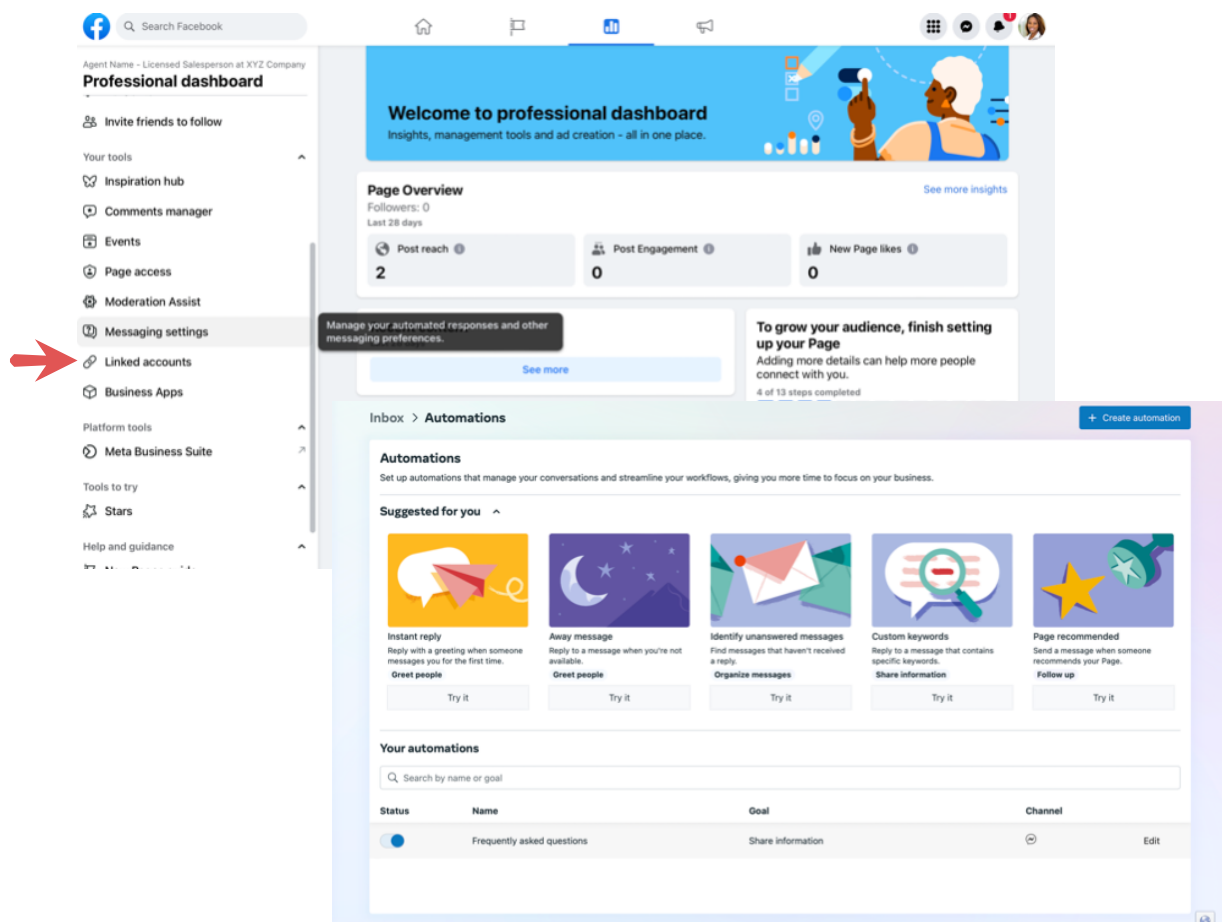 Search Facebook
1
Agent Name - Licensed Salesperson at XYZ Company
Professional dashboard
Invite friends to follow
Your tools
Inspiration hub
Comments manager
Events
Page access
Moderation Assist
Messaging settings
Linked accounts
Business Apps
Platform tools
Meta Business Suite
Tools to try
Stars
Help and guidance
Welcome to professional dashboard
Insights, management tools and ad creation - all in one place.
Page Overview
See more insights
Followers: 0
Last 28 days
Post reach
2
Post Engagement
0
New Page likes
0
Manage your automated responses and other
messaging preferences.
See more
To grow your audience, finish setting
up your Page
Adding more details can help more people
connect with you.
4 of 13 steps completed
Inbox > Automations
+ Create automation
Automations
Set up automations that manage your conversations and streamline your workflows, giving you more time to focus on your business.
Suggested for you
Instant reply
Reply with a greeting when someone
messages you for the first time.
Greet people
Try it
Away message
Reply to a message when you're not
available.
Greet people
Try it
Identify unanswered messages
Find messages that haven't received
a reply.
Organize messages
Try it
Custom keywords
Reply to a message that contains
specific keywords.
Share information
Try it
Page recommended
Send a message when someone
recommends your Page.
Follow up
Try it
Your automations
Search by name or goal
Status Name Goal Channel
Frequently asked questions Share information Edit